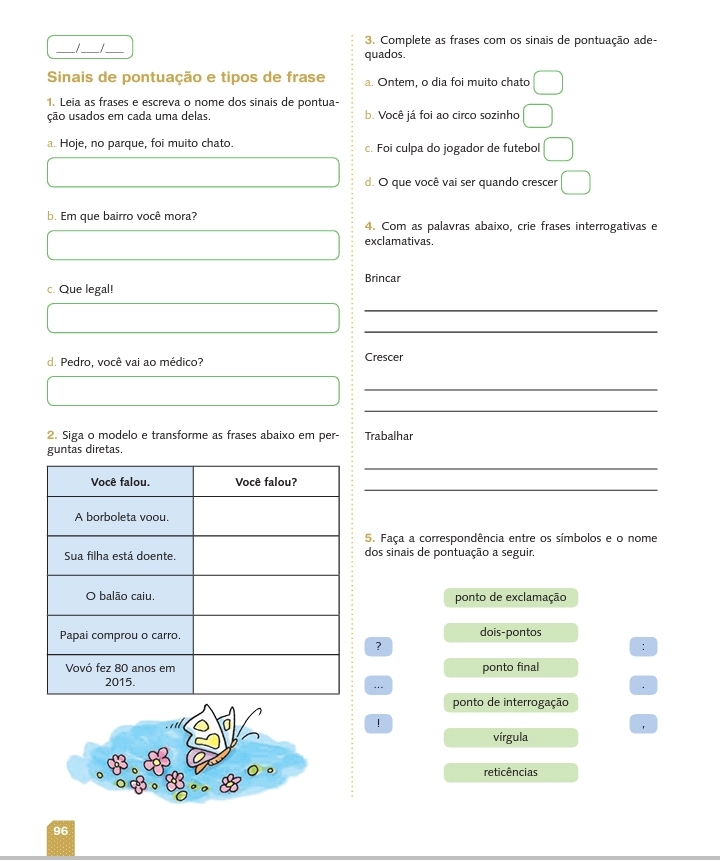 ___/___/___
Sinais de pontuação e tipos de frase
1. Leia as frases e escreva o nome dos sinais de pontua-
ção usados em cada uma delas.
a. Hoje, no parque, foi muito chato.
b. Em que bairro você mora?
c. Que legal!
d. Pedro, você vai ao médico?
2. Siga o modelo e transforme as frases abaixo em per-
guntas diretas.
Você falou. Você falou?
A borboleta voou.
Sua filha está doente.
O balão caiu.
Papai comprou o carro.
Vovó fez 80 anos em
2015.
96
3. Complete as frases com os sinais de pontuação ade-
quados.
a. Ontem, o dia foi muito chato
b. Você já foi ao circo sozinho
c. Foi culpa do jogador de futebol
d. O que você vai ser quando crescer
4. Com as palavras abaixo, crie frases interrogativas e
exclamativas.
Brincar
Crescer
Trabalhar
5. Faça a correspondência entre os símbolos e o nome
dos sinais de pontuação a seguir.
ponto de exclamação
dois-pontos
? :
ponto final
... .
ponto de interrogação
! ,
vírgula
reticências